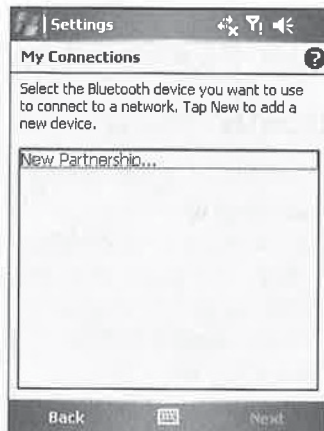 Settings
My Connections
Select the Bluetooth device you want to use
to connect to a network. Tap New to add a
new device.
New Partnership...
Back
Next